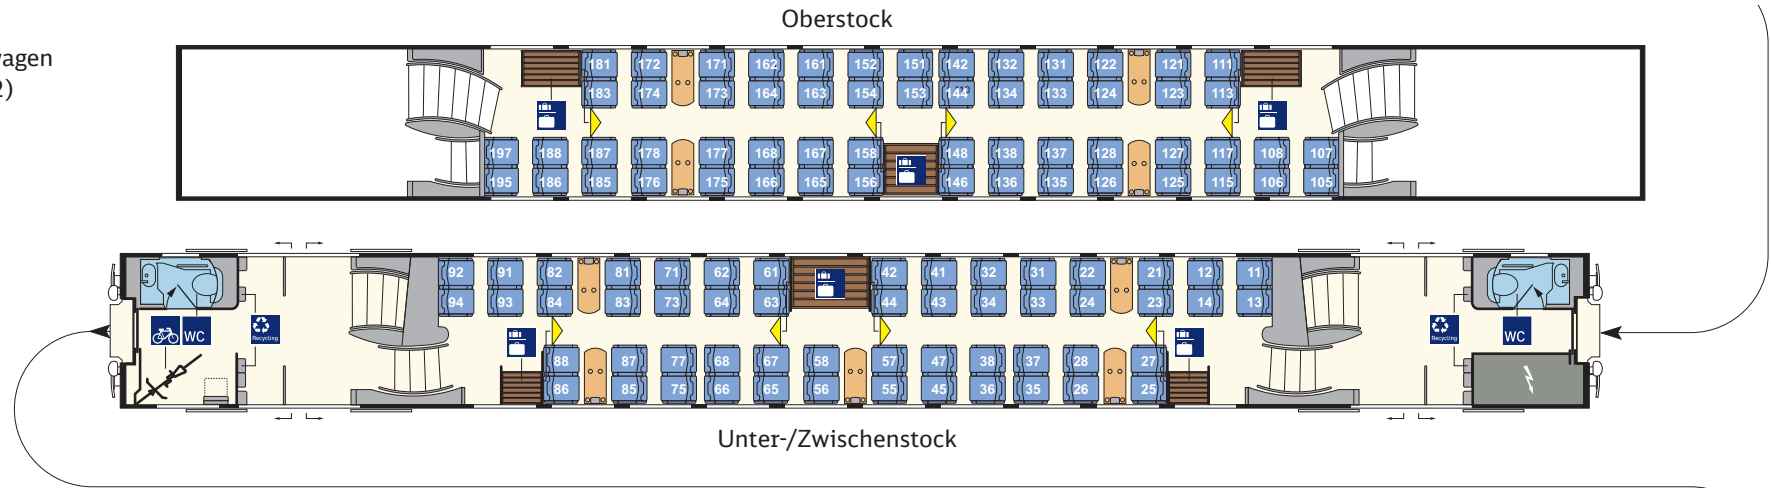 Oberstock
wagen
2)
181 172 171 162 161 152 151 142 132 131 122 121 111
183 174 173 164 163 154 153 144 134 133 124 123 113
197 188 187 178 177 168 167 158 148 138 137 128 127 117 108 107
195 186 185 176 175 166 165 156 146 136 135 126 125 115 106 105
92 91 82 81 71 62 61 42 41 32 31 22 21 12 11
94 93 84 83 73 64 63 44 43 34 33 24 23 14 13
WC Recycling Recycling WC
88 87 77 68 67 58 57 47 38 37 28 27
86 85 75 66 65 56 55 45 36 35 26 25
Unter-/Zwischenstock